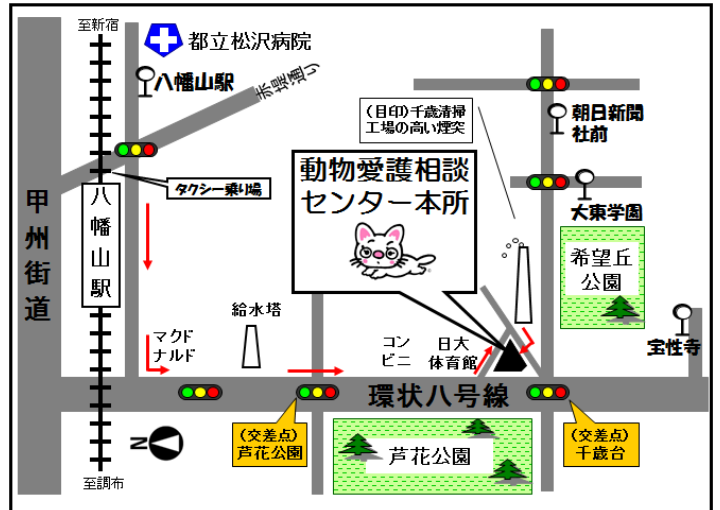 至新宿
都立松沢病院
八幡山駅
赤堤通り
(目印)千歳清掃
工場の高い煙突
朝日新聞
社前
動物愛護相談
センター本所
タクシー乗り場
大東学園
甲州街道
八幡山駅
希望丘
公園
給水塔
マクド
ナルド
コン
ビニ
日大
体育館
宝性寺
環状八号線
(交差点)
芦花公園
芦花公園
(交差点)
千歳台
N
至調布